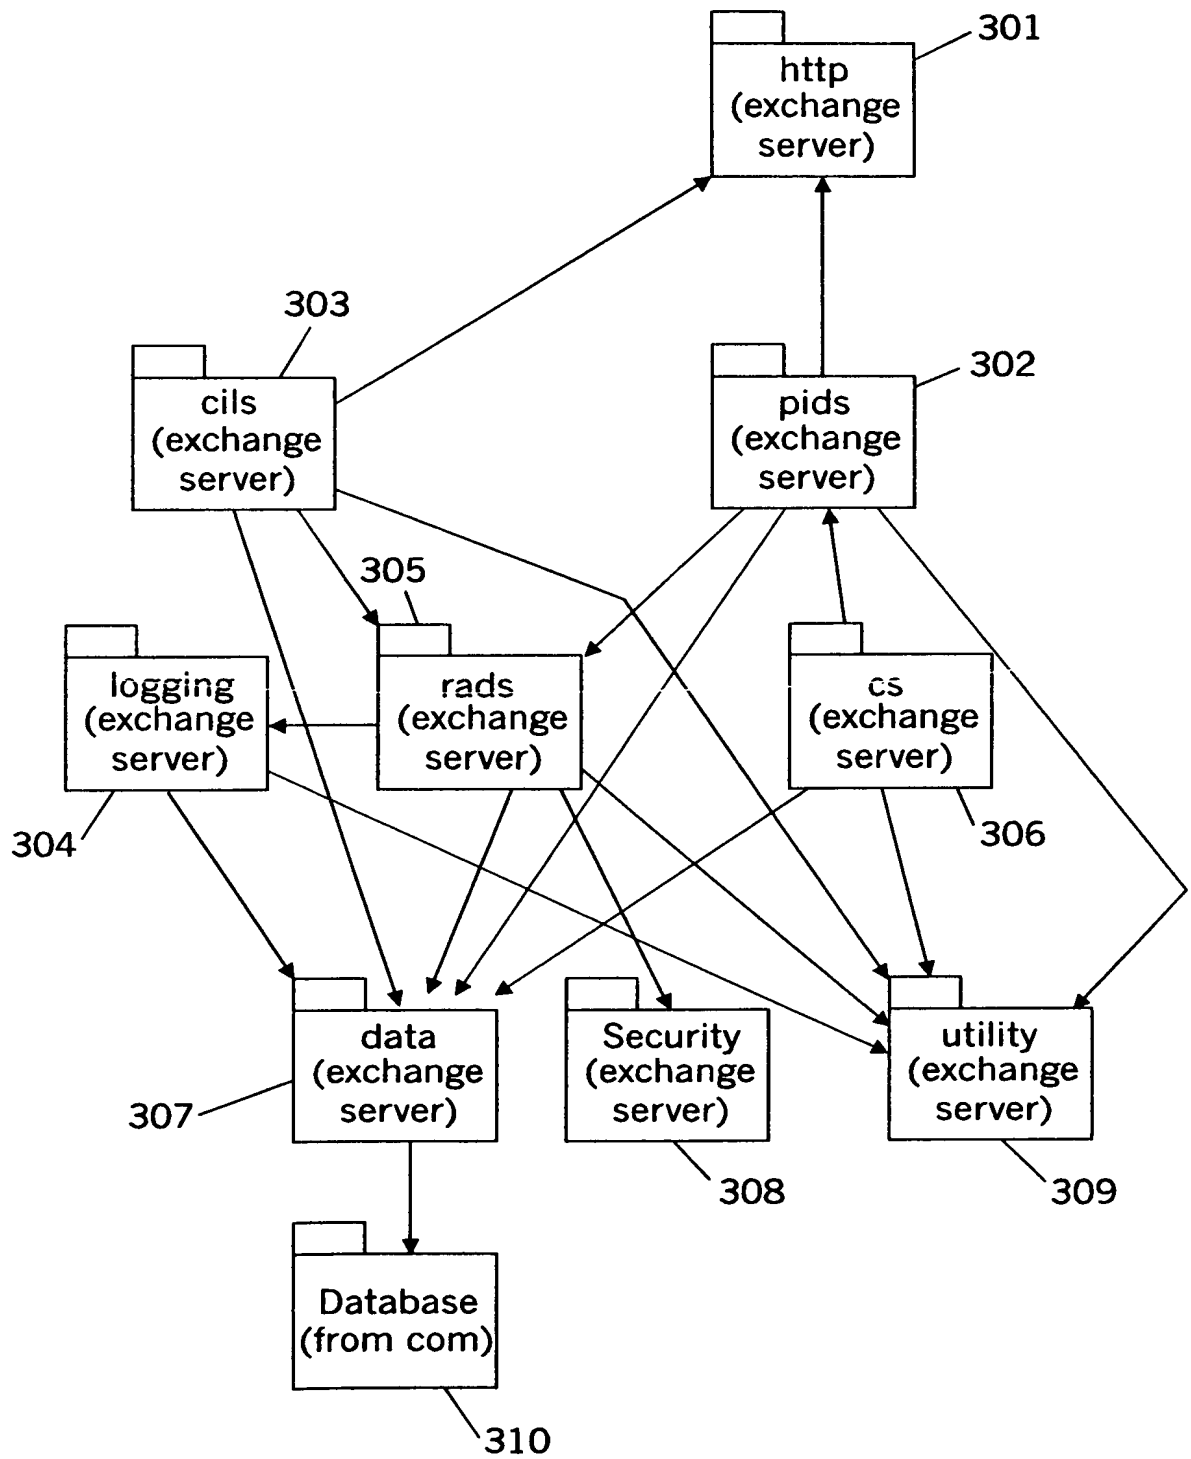 301
http
(exchange
server)
303
302
cils
(exchange
server)
pids
(exchange
server)
305
logging
(exchange
server)
rads
(exchange
server)
cs
(exchange
server)
304
306
data
(exchange
server)
Security
(exchange
server)
utility
(exchange
server)
307
308
309
Database
(from com)
310